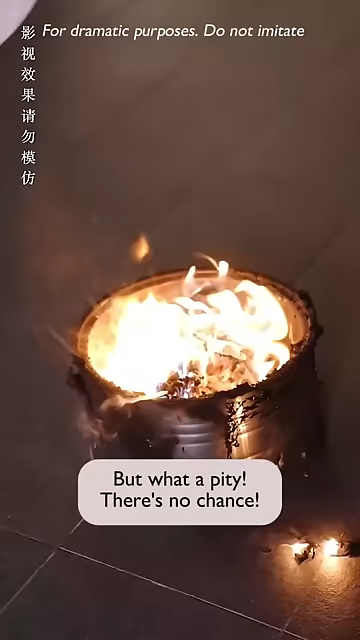 影视效果请勿模仿
For dramatic purposes. Do not imitate
But what a pity!
There's no chance!